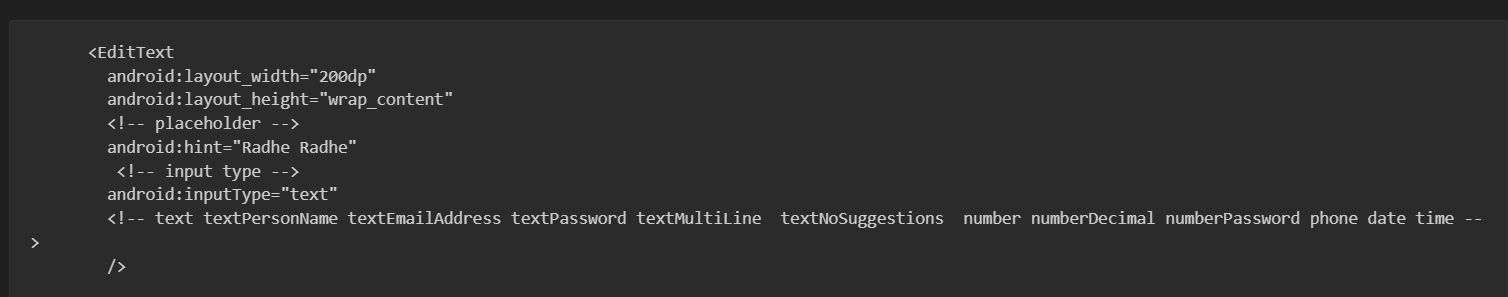 <EditText
android:layout_width="200dp"
android:layout_height="wrap_content"
<!-- placeholder -->
android:hint="Radhe Radhe"
<!-- input type -->
android:inputType="text"
<!-- text textPersonName textEmailAddress textPassword textMultiLine  textNoSuggestions  number numberDecimal numberPassword phone date time --
>
/>